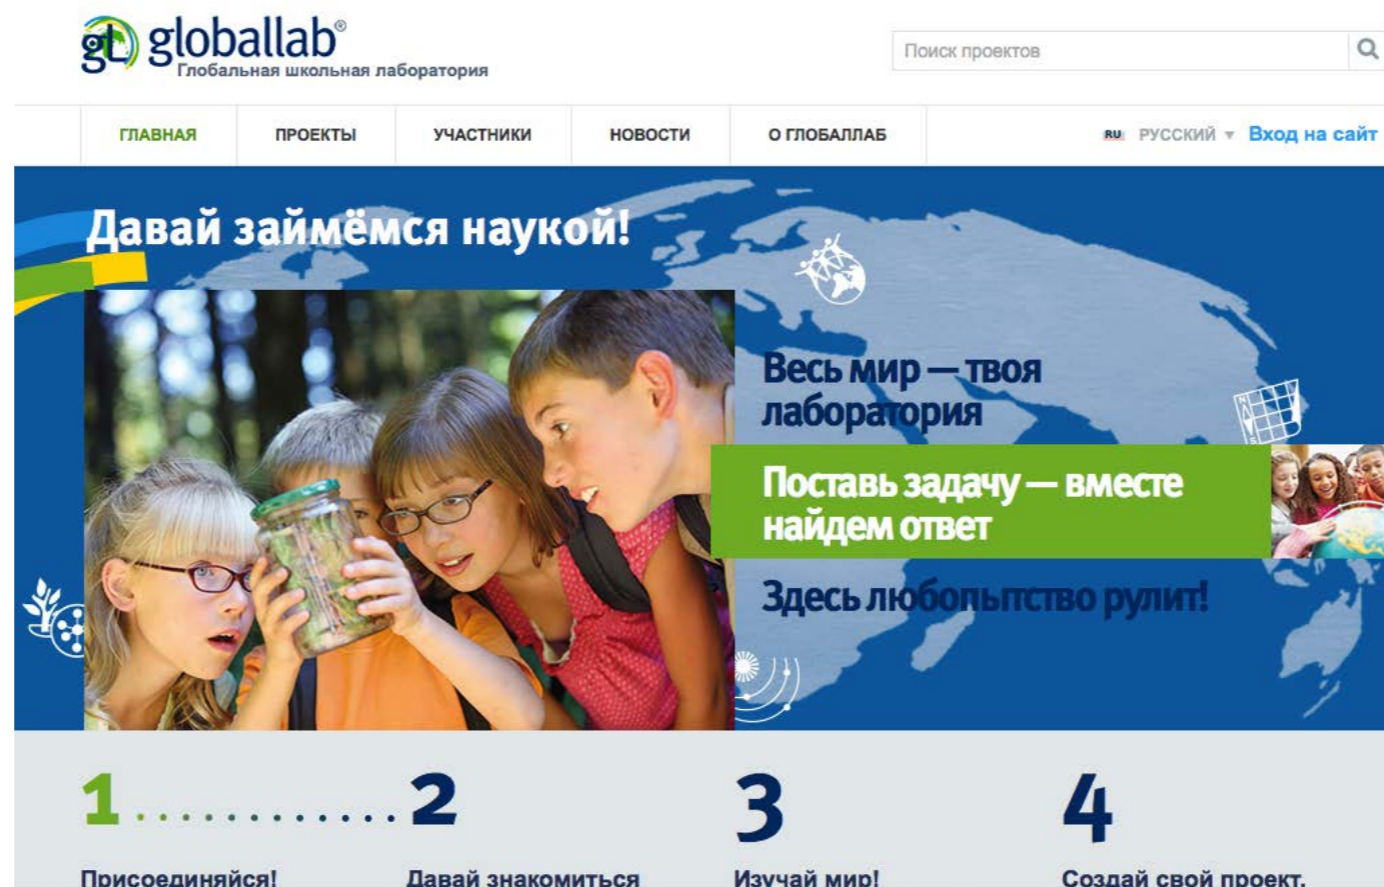 gl globallab®
Глобальная школьная лаборатория
Поиск проектов
ГЛАВНАЯ ПРОЕКТЫ УЧАСТНИКИ НОВОСТИ О ГЛОБАЛЛАБ RU РУССКИЙ Вход на сайт
Давай займёмся наукой!
Весь мир — твоя
лаборатория
Поставь задачу — вместе
найдем ответ
Здесь любопытство рулит!
1 2 3 4
Присоединяйся! Давай знакомиться Изучай мир! Создай свой проект.